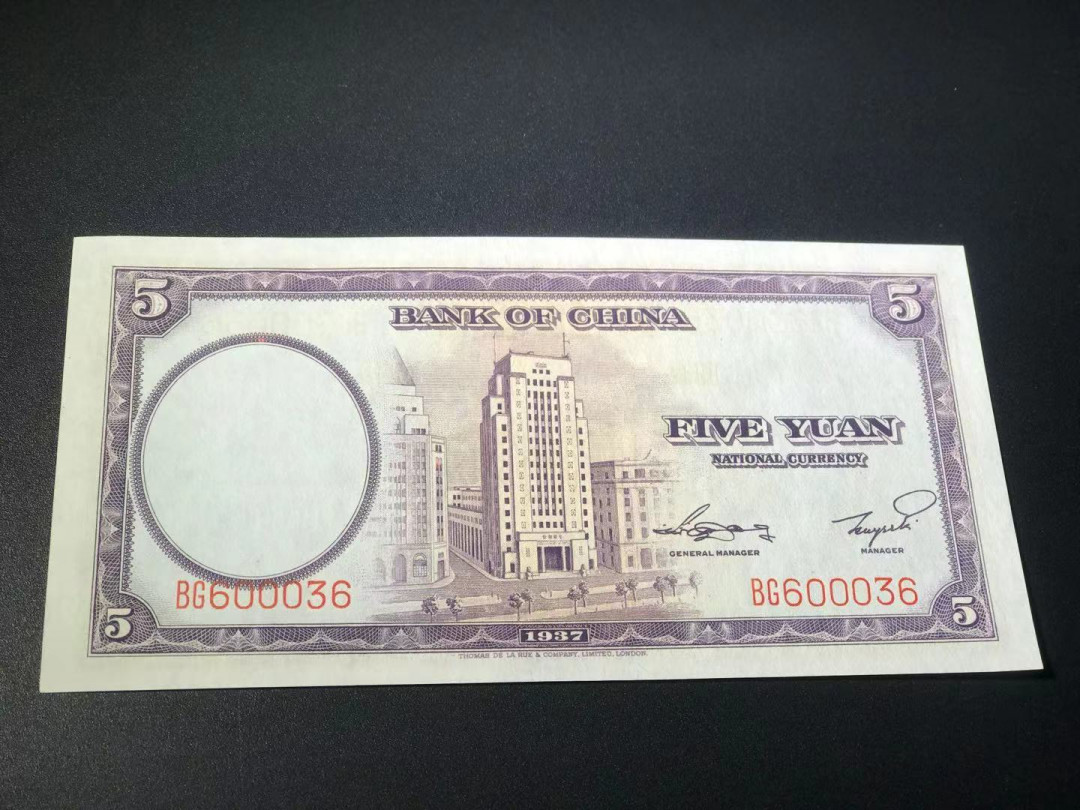 5 5
BANK OF CHINA
FIVE YUAN
NATIONAL CURRENCY
GENERAL MANAGER MANAGER
BG600036 BG600036
5 5
1937
THOMAS DE LA RUE & COMPANY, LIMITED, LONDON.